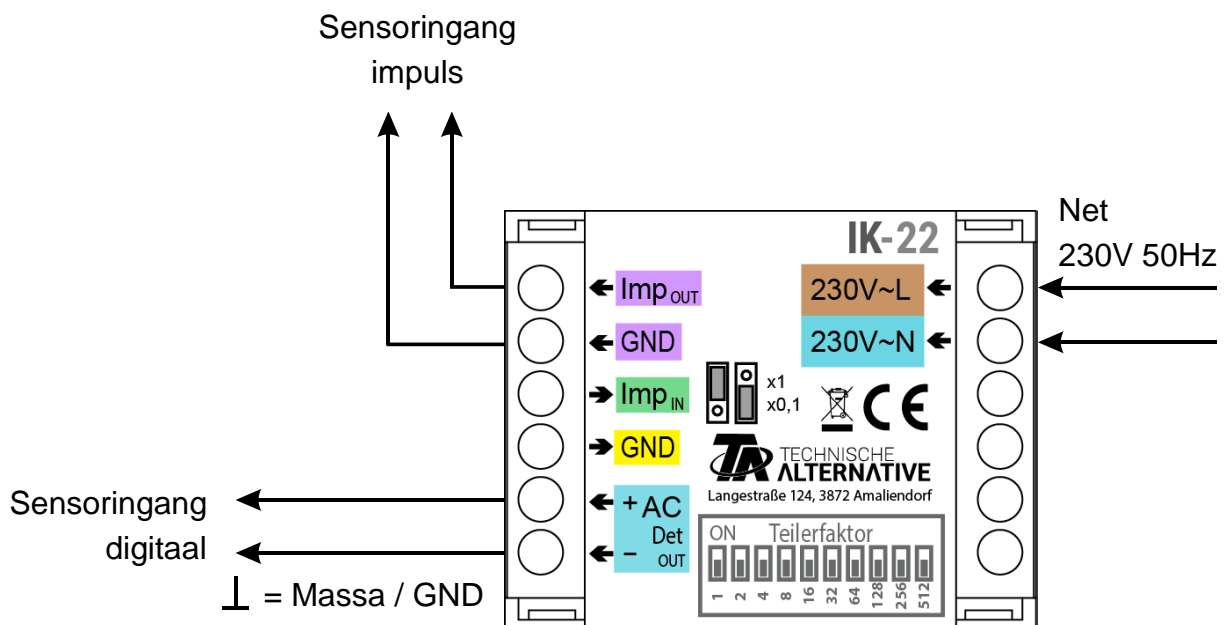 Sensoringang
impuls
Net
230V 50Hz
IK-22
Imp OUT
230V~L
GND
230V~N
Imp IN
x1
x0,1
CE
GND
TA TECHNISCHE
ALTERNATIVE
Langestraße 124, 3872 Amaliendorf
Sensoringang
digitaal
+ AC
Det
- OUT
ON Teilerfaktor
1 2 4 8 16 32 64 128 256 512
⊥ = Massa / GND